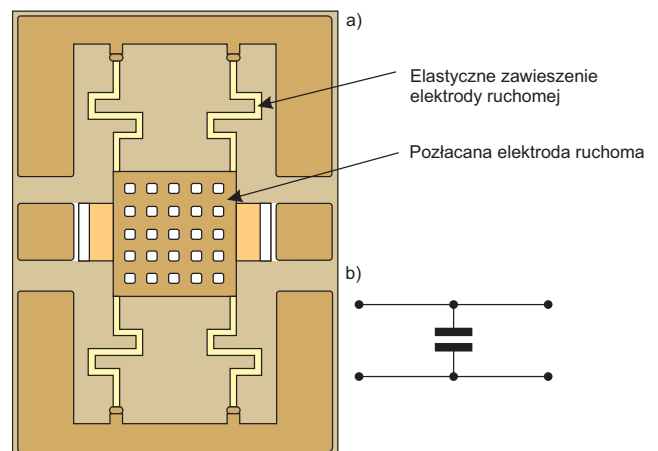 a)
Elastyczne zawieszenie
elektrody ruchomej
Pozłacana elektroda ruchoma
b)